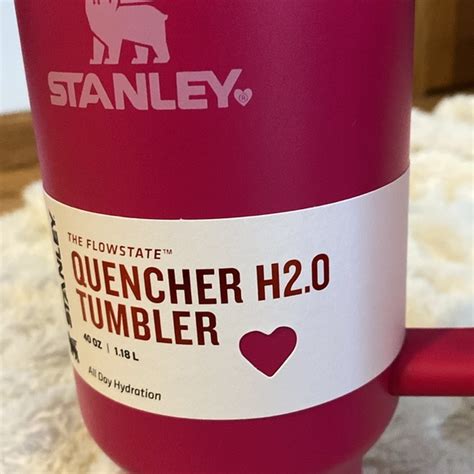 STANLEY
STANLEY
THE FLOWSTATE™
QUENCHER H2.0
TUMBLER
40 OZ | 1.18 L
All Day Hydration